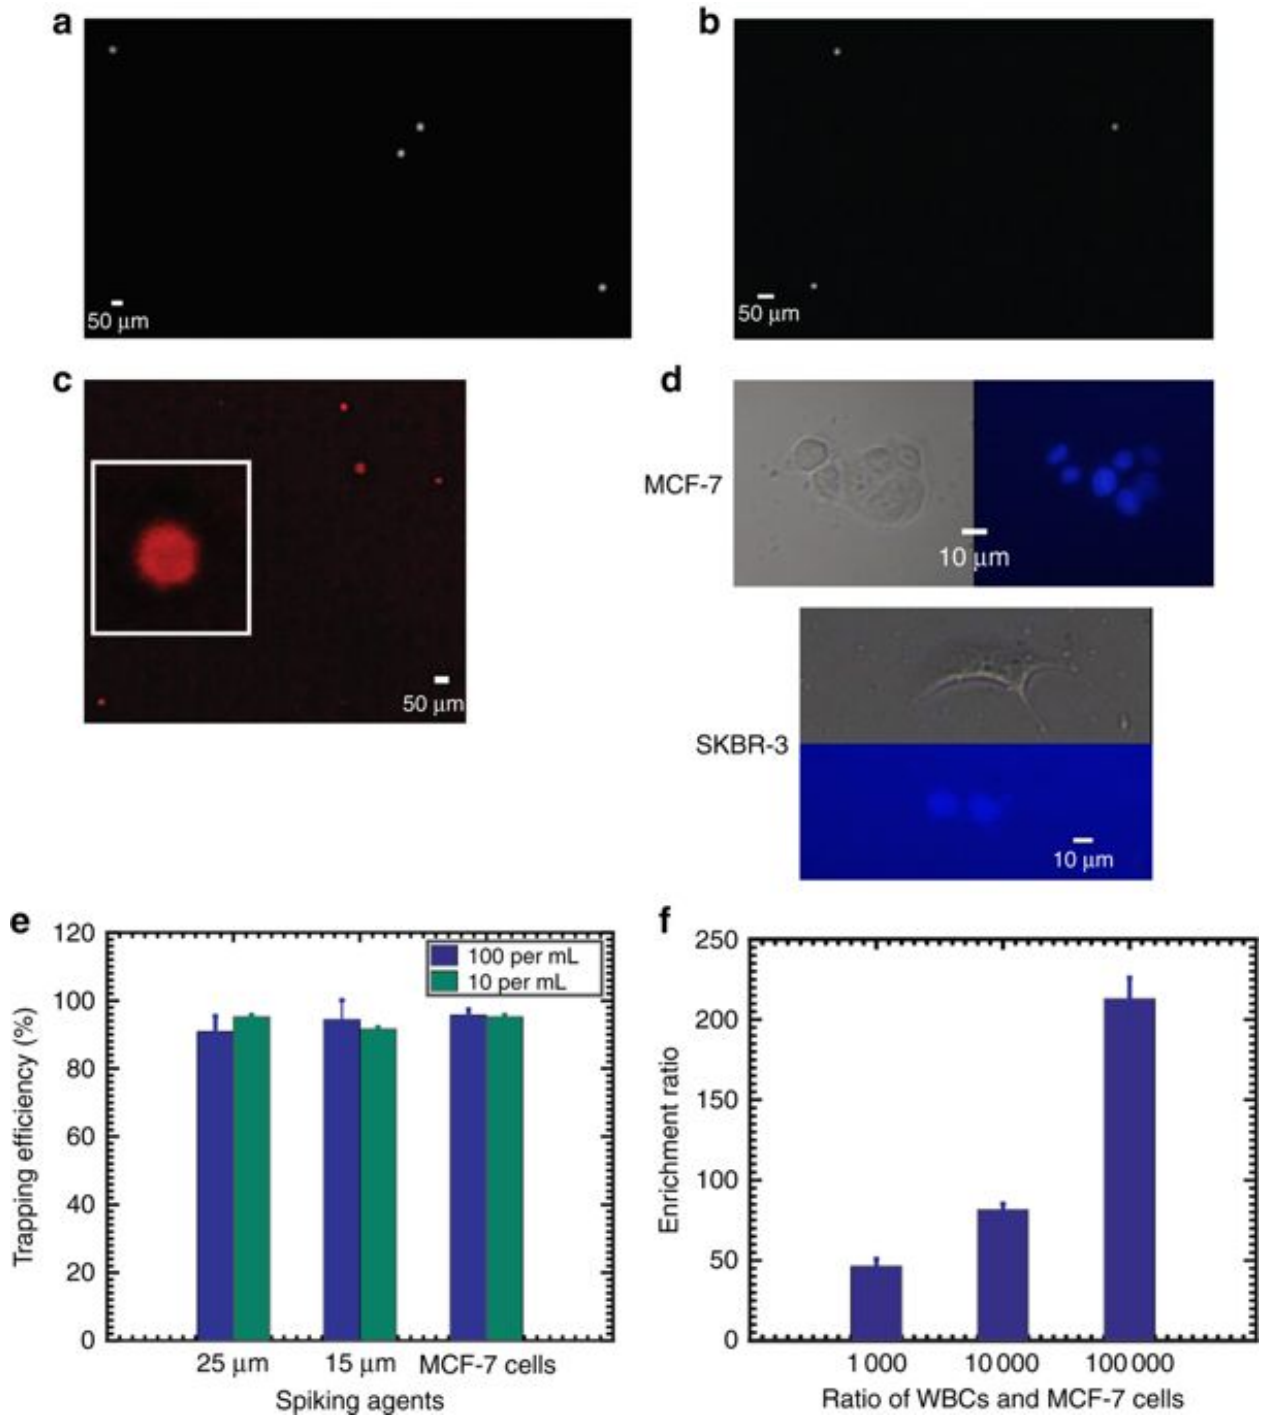 a
50 μm
b
50 μm
c
50 μm
d
MCF-7
10 μm
SKBR-3
10 μm
e
120
100
80
60
40
20
0
Trapping efficiency (%)
100 per mL
10 per mL
25 μm
15 μm
MCF-7 cells
Spiking agents
f
250
200
150
100
50
0
Enrichment ratio
1 000
10 000
100 000
Ratio of WBCs and MCF-7 cells